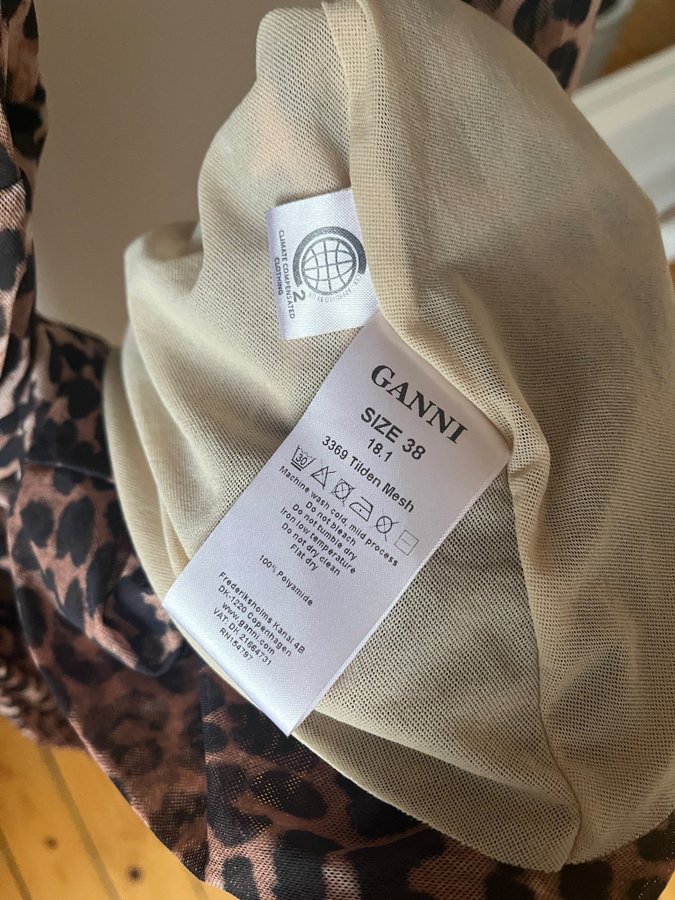 CLIMATE COMPENSATED
CLOTHING
2
GANNI
SIZE 38
18.1
3369 Tilden Mesh
30
Machine wash cold, mild process
Do not bleach
Do not tumble dry
Iron low temperature
Do not dry clean
Flat dry
100% Polyamide
Frederiksholms Kanal 4B
DK-1220 Copenhagen
www.ganni.com
VAT: DK 21664731
RN154797